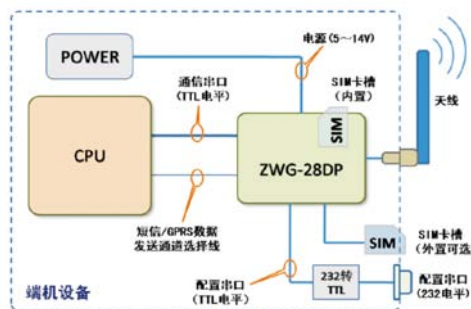 POWER
电源(5～14V)
通信串口
(TTL电平)
SIM卡槽
(内置)
SIM
天线
CPU
ZWG-28DP
短信/GPRS数据
发送通道选择线
SIM
SIM卡槽
(外置可选)
配置串口
(TTL电平)
232转
TTL
配置串口
(232电平)
端机设备